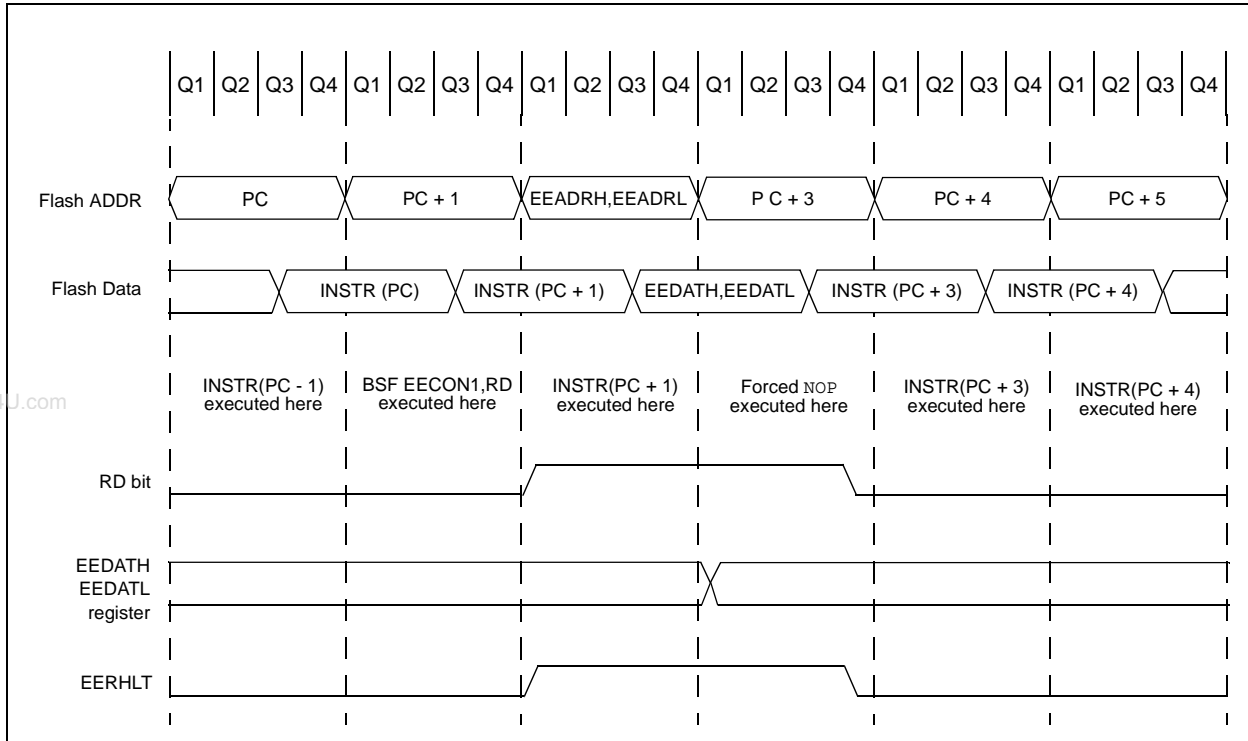 Q1 Q2 Q3 Q4 Q1 Q2 Q3 Q4 Q1 Q2 Q3 Q4 Q1 Q2 Q3 Q4 Q1 Q2 Q3 Q4 Q1 Q2 Q3 Q4
Flash ADDR PC PC + 1 EEADRH,EEADRL P C + 3 PC + 4 PC + 5
Flash Data INSTR (PC) INSTR (PC + 1) EEDATH,EEDATL INSTR (PC + 3) INSTR (PC + 4)
INSTR(PC - 1) BSF EECON1,RD INSTR(PC + 1) Forced NOP INSTR(PC + 3) INSTR(PC + 4)
executed here executed here executed here executed here executed here executed here
4U.com
RD bit
EEDATH
EEDATL
register
EERHLT